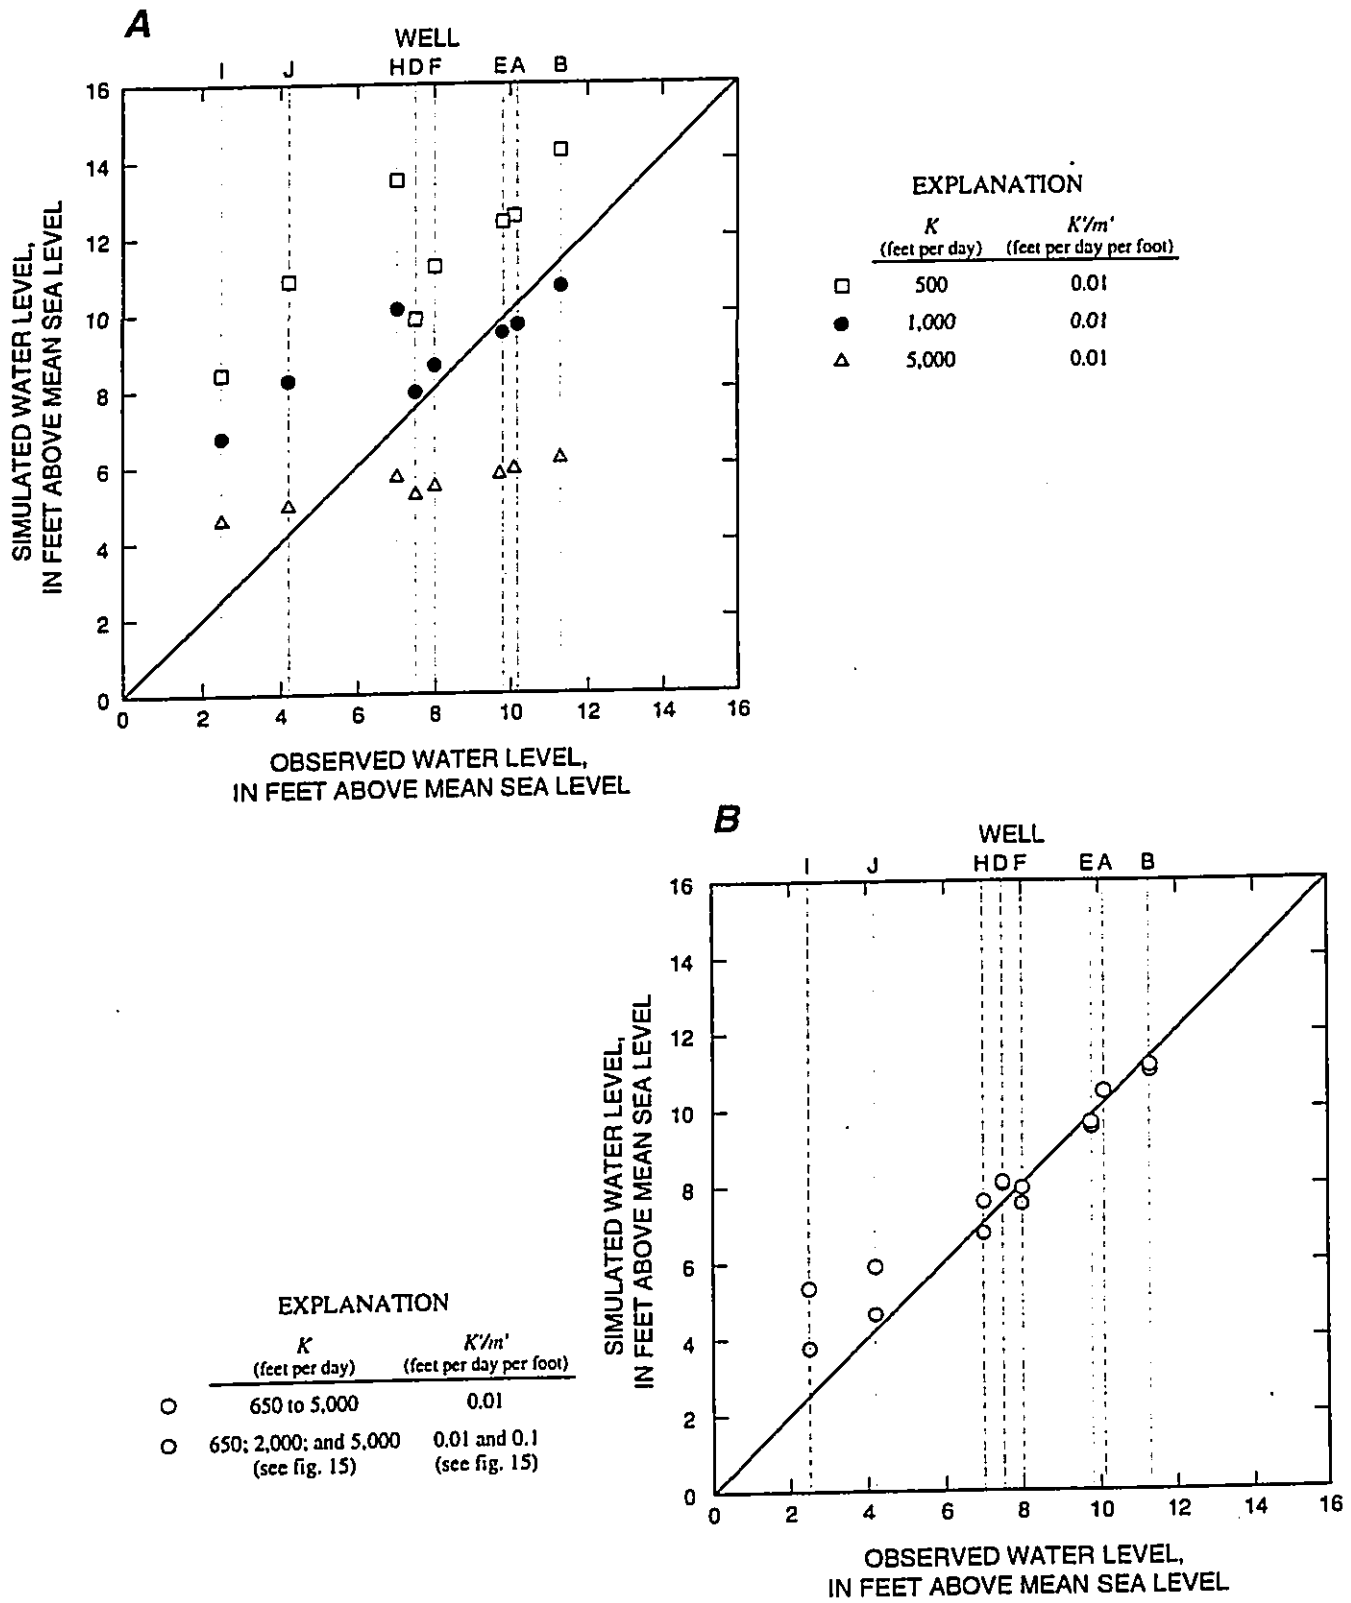 A
WELL
I J H D F E A B
16
14
12
10
8
6
4
2
0
0 2 4 6 8 10 12 14 16
SIMULATED WATER LEVEL,
IN FEET ABOVE MEAN SEA LEVEL
OBSERVED WATER LEVEL,
IN FEET ABOVE MEAN SEA LEVEL
EXPLANATION
K K'/m'
(feet per day) (feet per day per foot)
500 0.01
1,000 0.01
5,000 0.01
B
WELL
I J H D F E A B
16
14
12
10
8
6
4
2
0
0 2 4 6 8 10 12 14 16
SIMULATED WATER LEVEL,
IN FEET ABOVE MEAN SEA LEVEL
OBSERVED WATER LEVEL,
IN FEET ABOVE MEAN SEA LEVEL
EXPLANATION
K K'/m'
(feet per day) (feet per day per foot)
650 to 5,000 0.01
650; 2,000; and 5,000 0.01 and 0.1
(see fig. 15) (see fig. 15)